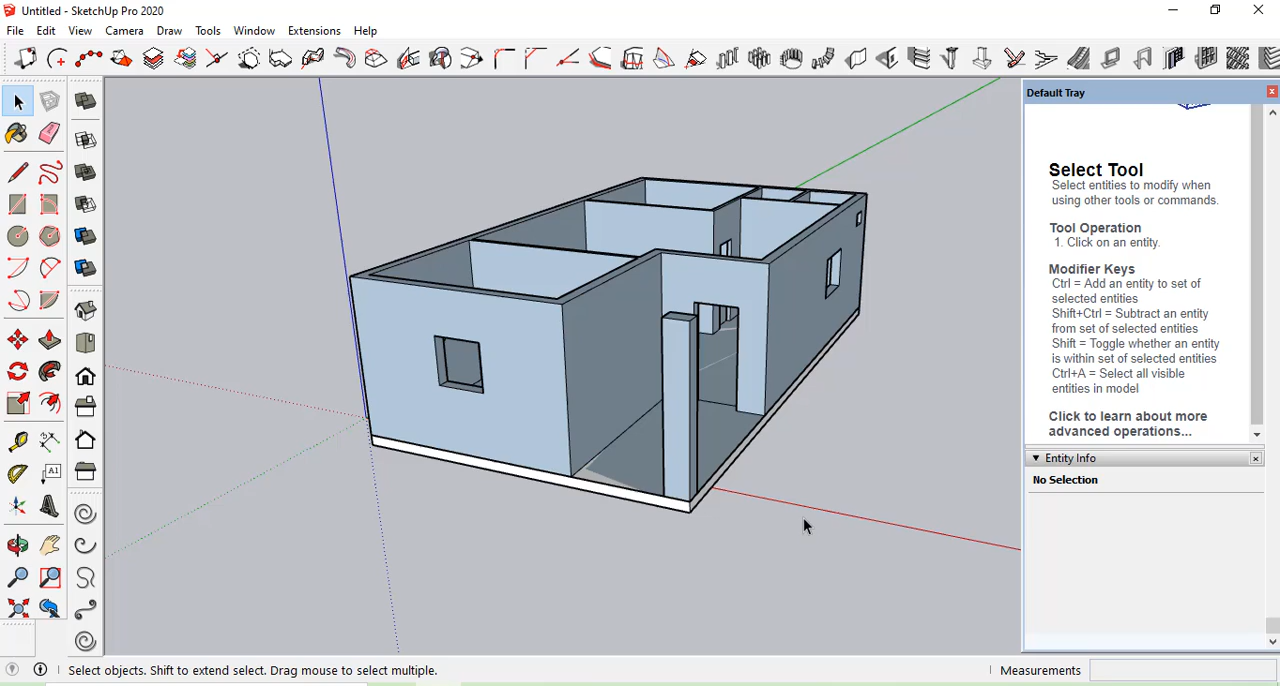 Untitled - SketchUp Pro 2020
File Edit View Camera Draw Tools Window Extensions Help
Default Tray
Select Tool
Select entities to modify when
using other tools or commands.
Tool Operation
1. Click on an entity.
Modifier Keys
Ctrl = Add an entity to set of
selected entities
Shift+Ctrl = Subtract an entity
from set of selected entities
Shift = Toggle whether an entity
is within set of selected entities
Ctrl+A = Select all visible
entities in model
Click to learn about more
advanced operations...
Entity Info
No Selection
A1
Select objects. Shift to extend select. Drag mouse to select multiple.
Measurements